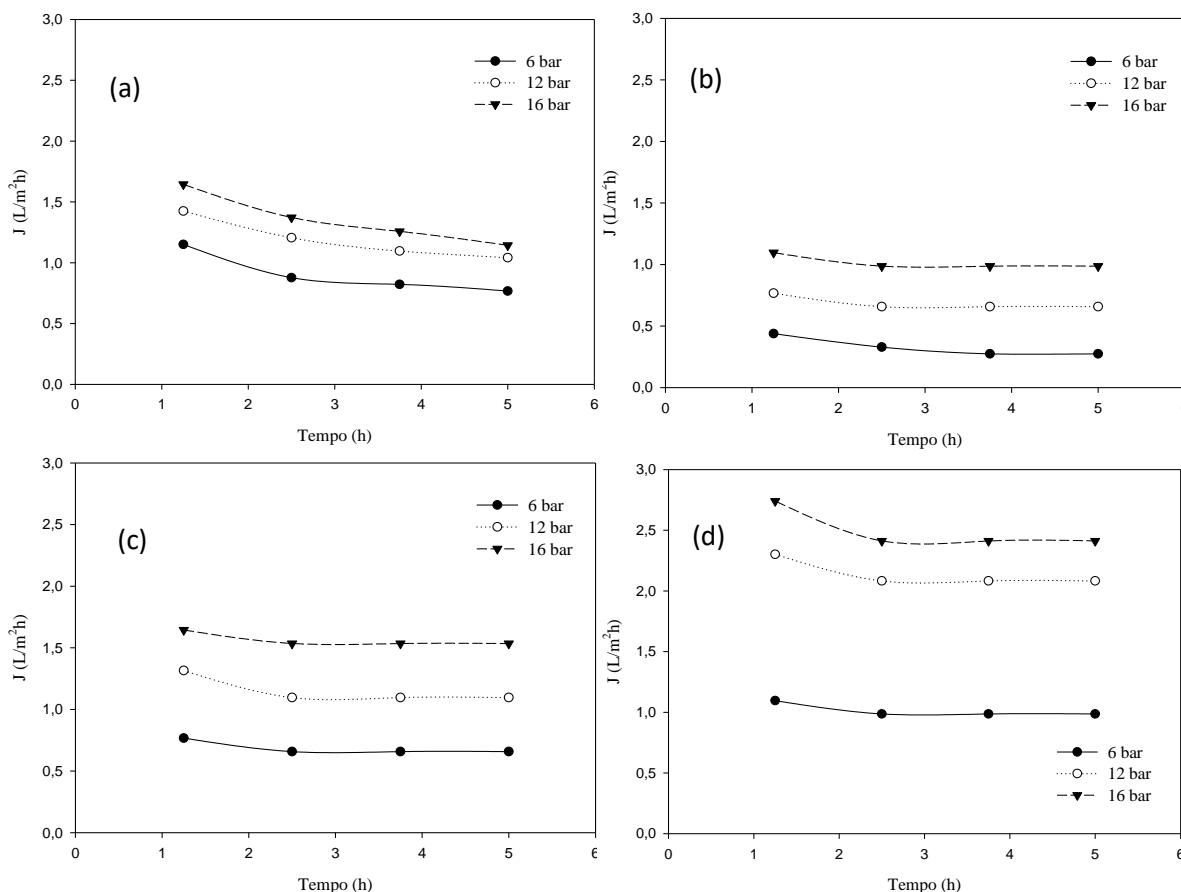 (a)
6 bar
12 bar
16 bar
J (L/m²h)
3,0
2,5
2,0
1,5
1,0
0,5
0,0
0 1 2 3 4 5 6
Tempo (h)
(b)
6 bar
12 bar
16 bar
J (L/m²h)
3,0
2,5
2,0
1,5
1,0
0,5
0,0
0 1 2 3 4 5 6
Tempo (h)
(c)
6 bar
12 bar
16 bar
J (L/m²h)
3,0
2,5
2,0
1,5
1,0
0,5
0,0
0 1 2 3 4 5 6
Tempo (h)
(d)
6 bar
12 bar
16 bar
J (L/m²h)
3,0
2,5
2,0
1,5
1,0
0,5
0,0
0 1 2 3 4 5 6
Tempo (h)